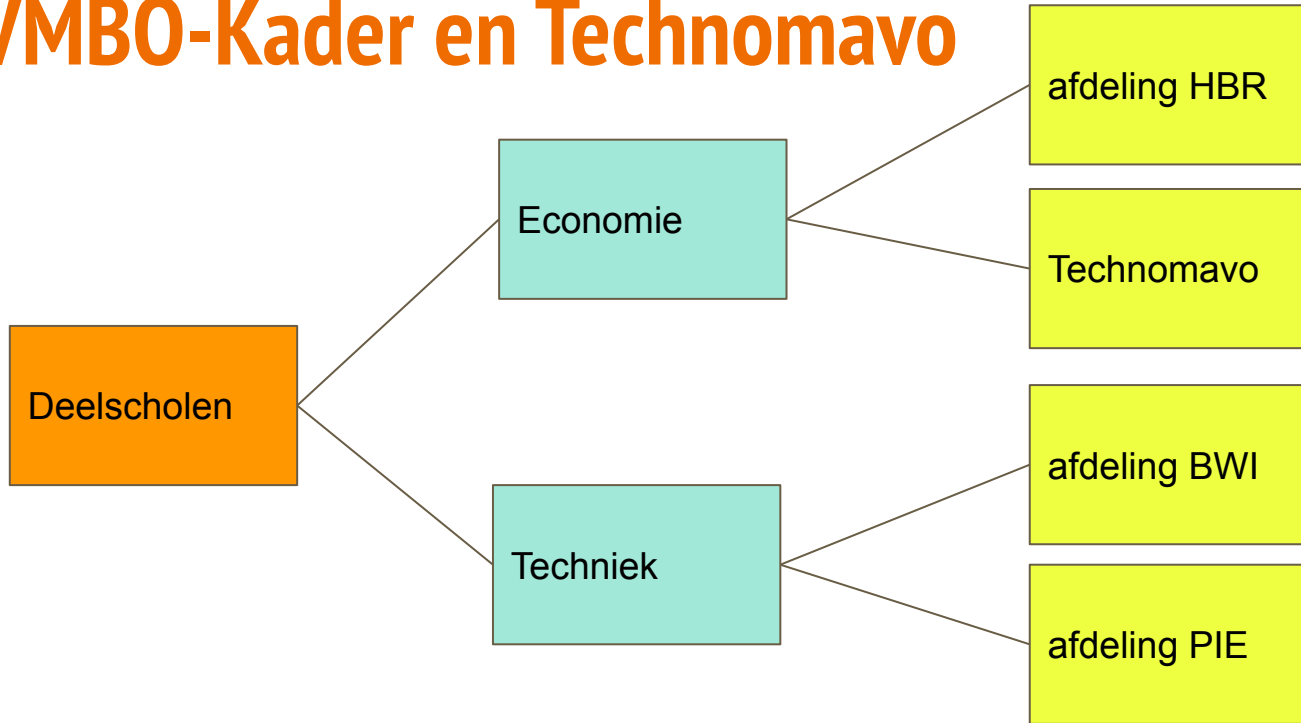 VMBO-Kader en Technomavo
afdeling HBR
Economie
Technomavo
Deelscholen
afdeling BWI
Techniek
afdeling PIE